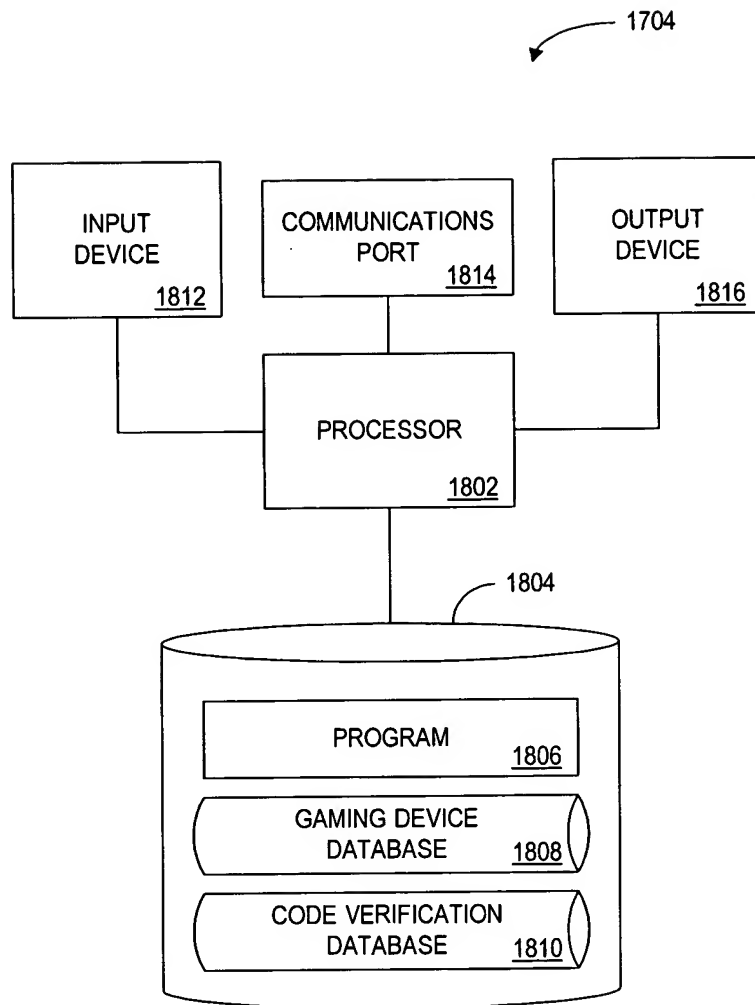 1704
INPUT
DEVICE
1812
COMMUNICATIONS
PORT
1814
OUTPUT
DEVICE
1816
PROCESSOR
1802
1804
PROGRAM
1806
GAMING DEVICE
DATABASE
1808
CODE VERIFICATION
DATABASE
1810